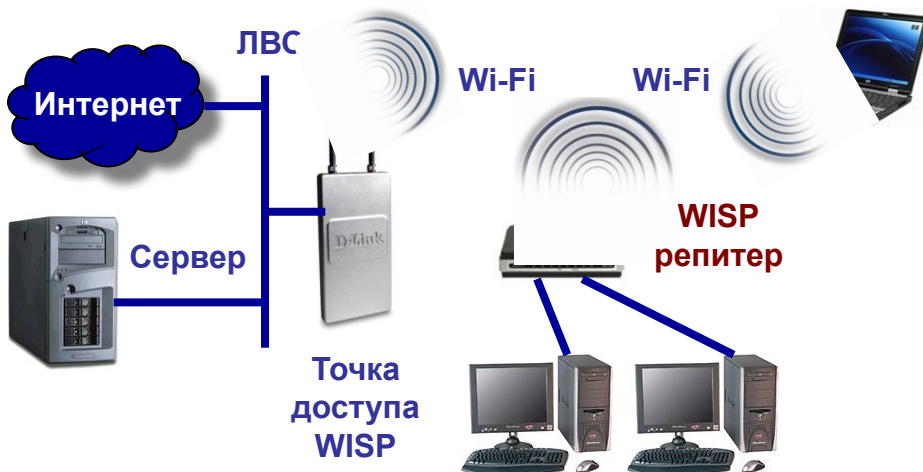 ЛВС
Wi-Fi
Wi-Fi
Интернет
D-Link
WISP
репитер
Сервер
Точка
доступа
WISP